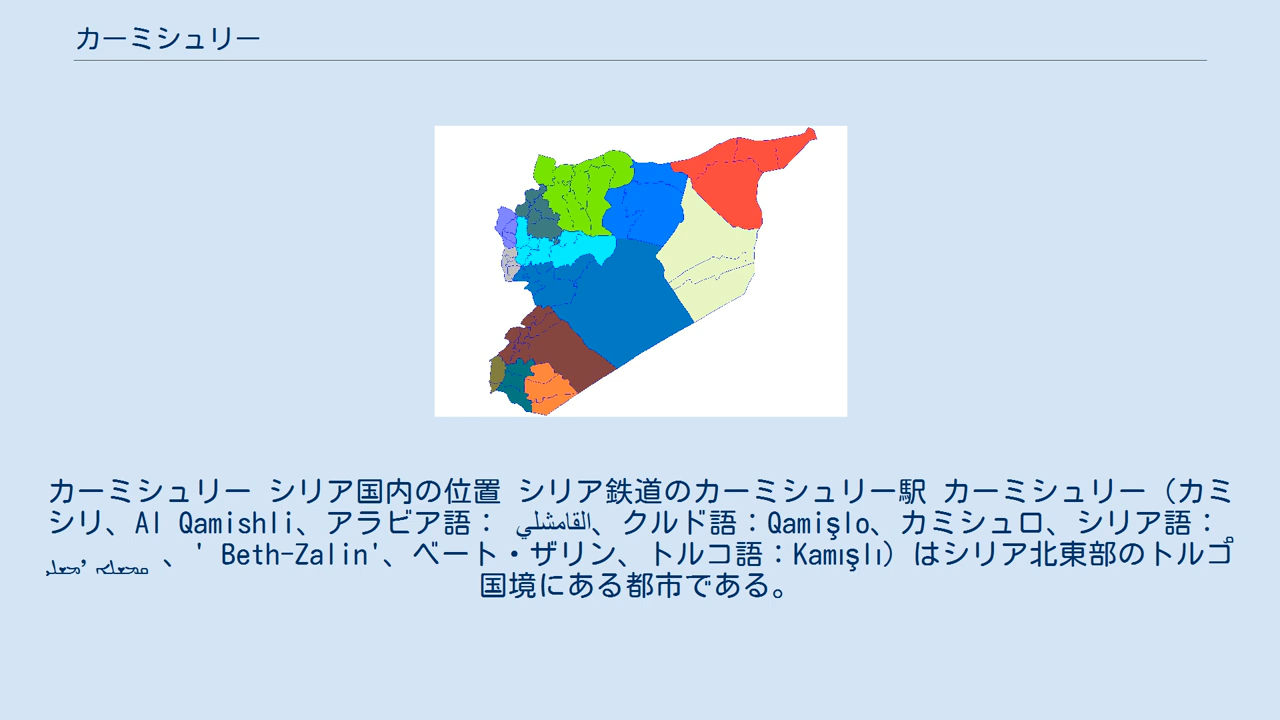 カーミシュリー
カーミシュリー シリア国内の位置 シリア鉄道のカーミシュリー駅 カーミシュリー（カミ
シリ、Al Qamishli、アラビア語： القامشلي、クルド語：Qamişlo、カミシュロ、シリア語：
、' Beth-Zalin'、ベート・ザリン、トルコ語：Kamışlı）はシリア北東部のトルコ
国境にある都市である。